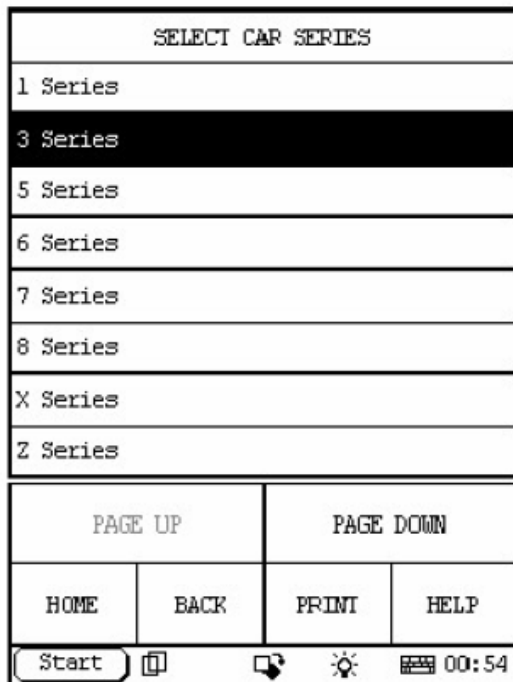 SELECT CAR SERIES
1 Series
3 Series
5 Series
6 Series
7 Series
8 Series
X Series
Z Series
PAGE UP PAGE DOWN
HOME BACK PRINT HELP
Start 00:54